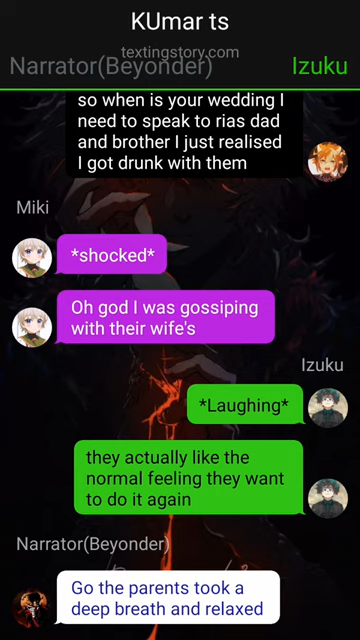 KUmar ts
textingstory.com
Narrator(Beyonder)
Izuku
so when is your wedding I
need to speak to rias dad
and brother I just realised
I got drunk with them
Miki
*shocked*
Oh god I was gossiping
with their wife's
Izuku
*Laughing*
they actually like the
normal feeling they want
to do it again
Narrator(Beyonder)
Go the parents took a
deep breath and relaxed